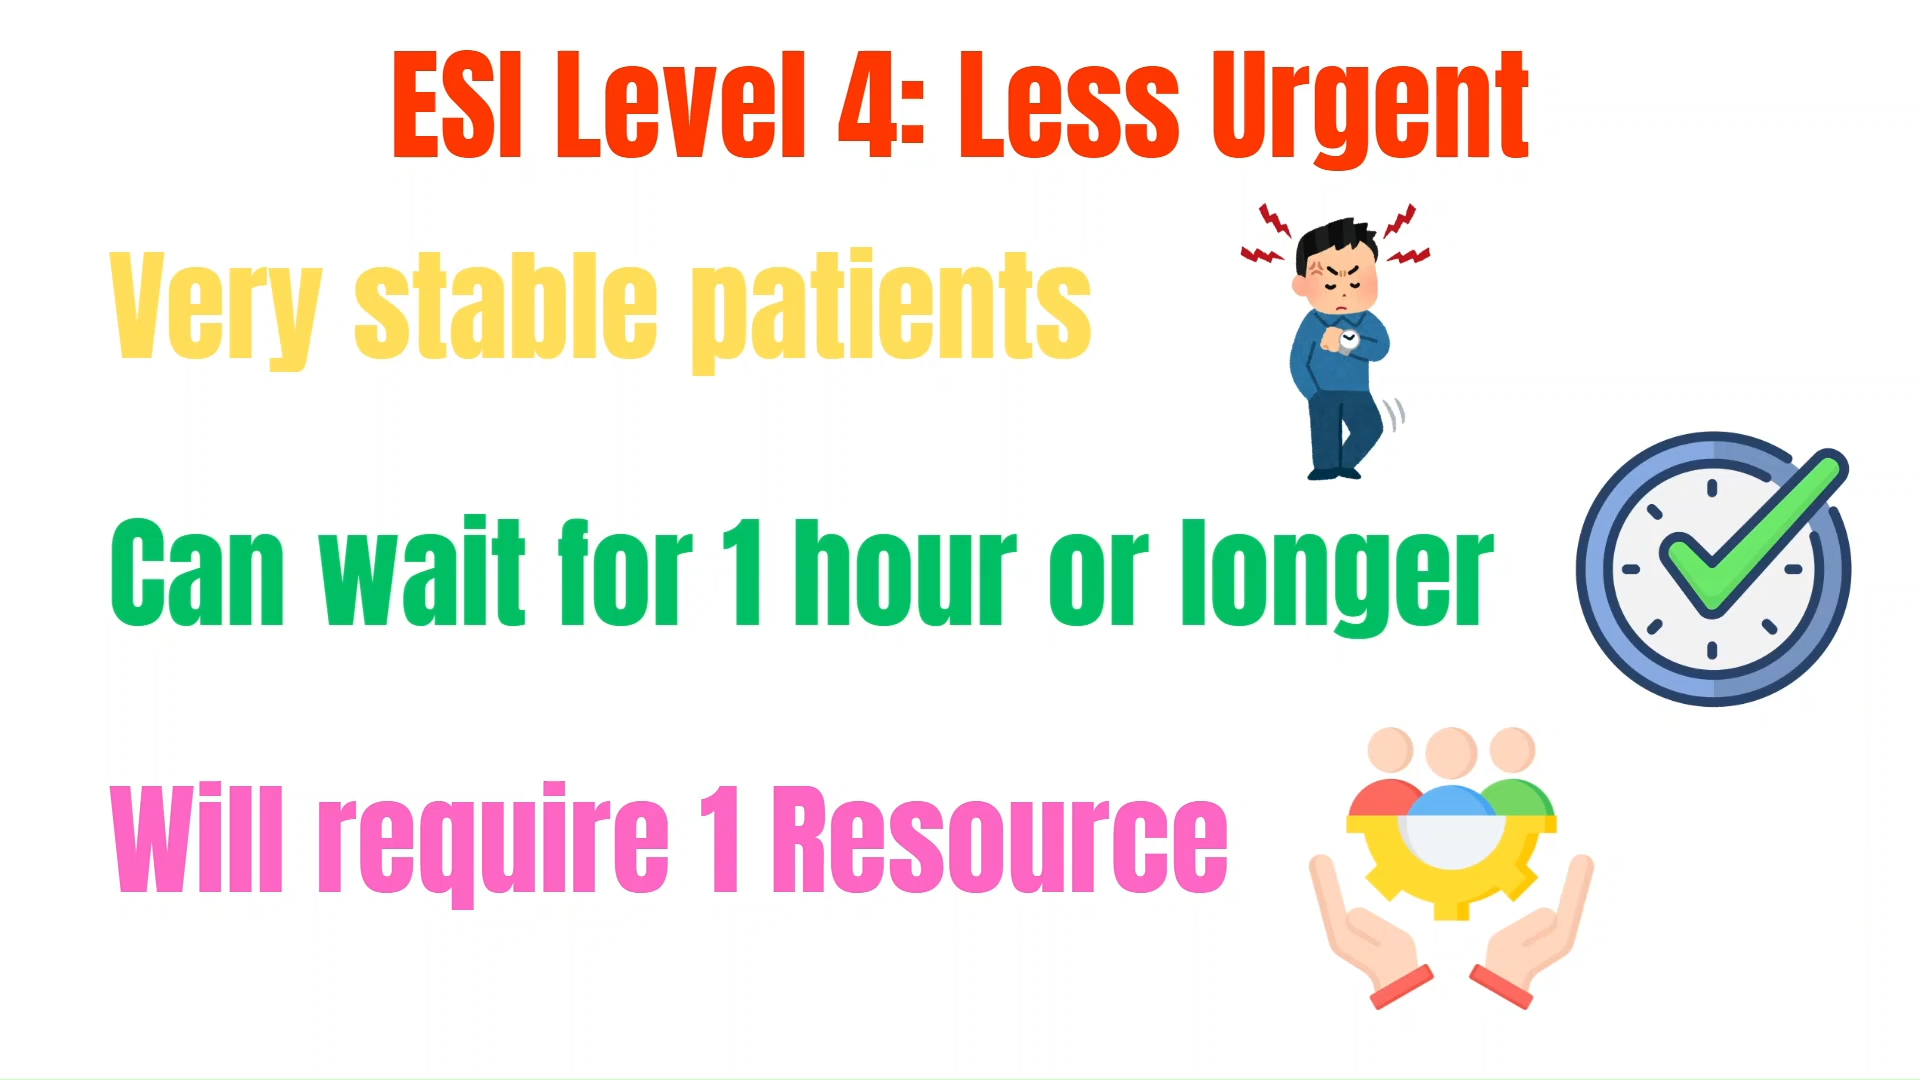 ESI Level 4: Less Urgent
Very stable patients
Can wait for 1 hour or longer
Will require 1 Resource